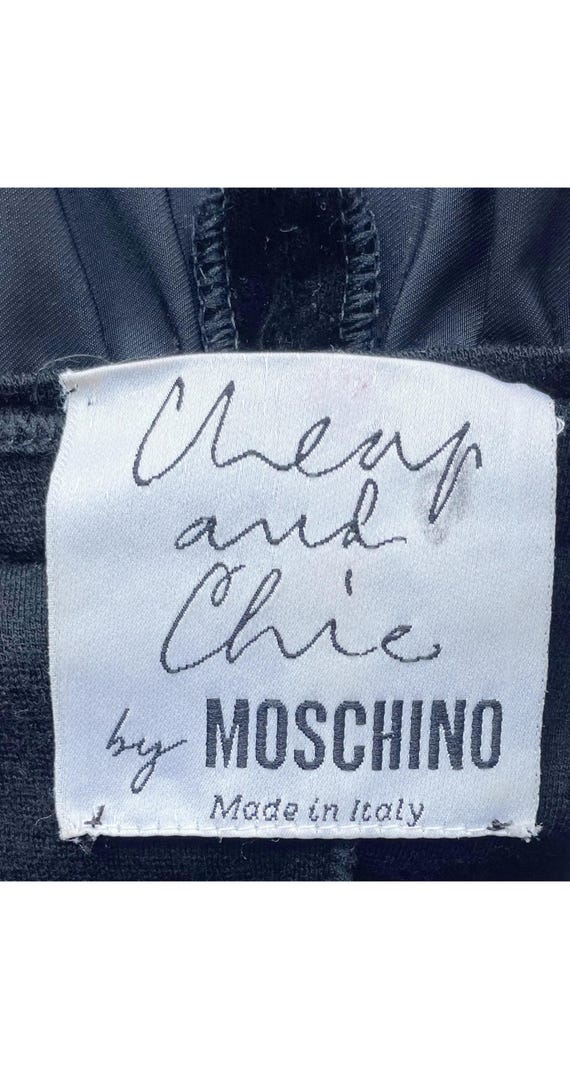 Cheap
and
Chic
by MOSCHINO
Made in Italy